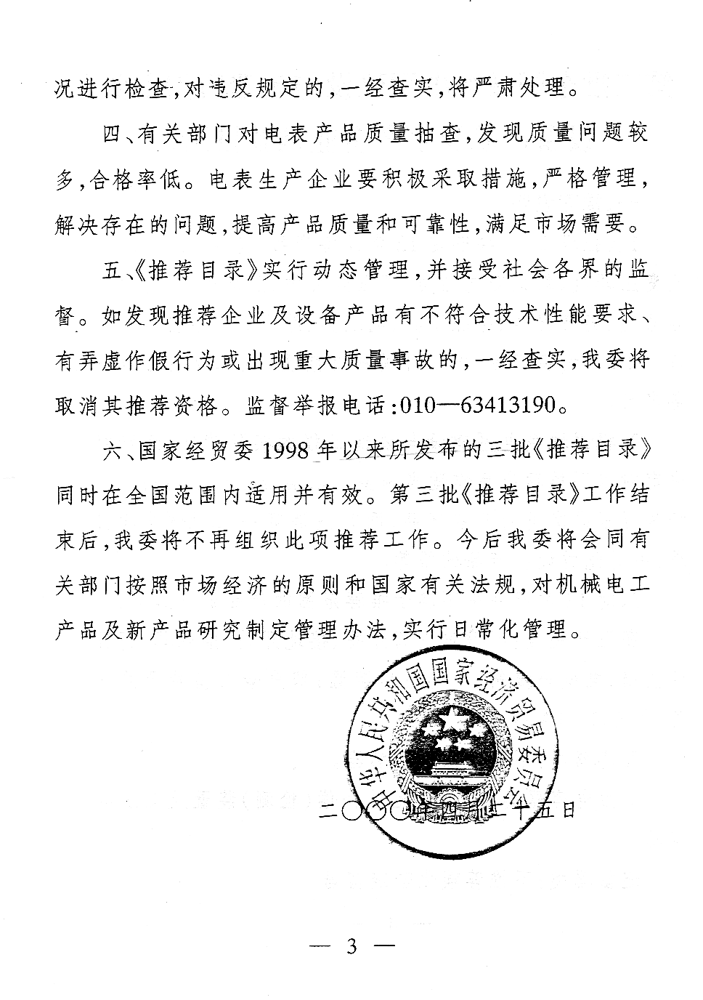 况进行检查,对违反规定的,一经查实,将严肃处理。
四、有关部门对电表产品质量抽查,发现质量问题较
多,合格率低。电表生产企业要积极采取措施,严格管理,
解决存在的问题,提高产品质量和可靠性,满足市场需要。
五、《推荐目录》实行动态管理,并接受社会各界的监
督。如发现推荐企业及设备产品有不符合技术性能要求、
有弄虚作假行为或出现重大质量事故的,一经查实,我委将
取消其推荐资格。监督举报电话:010—63413190。
六、国家经贸委1998年以来所发布的三批《推荐目录》
同时在全国范围内适用并有效。第三批《推荐目录》工作结
束后,我委将不再组织此项推荐工作。今后我委将会同有
关部门按照市场经济的原则和国家有关法规,对机械电工
产品及新产品研究制定管理办法,实行日常化管理。
中华人民共和国国家经济贸易委员会
二〇〇〇年四月二十五日
— 3 —